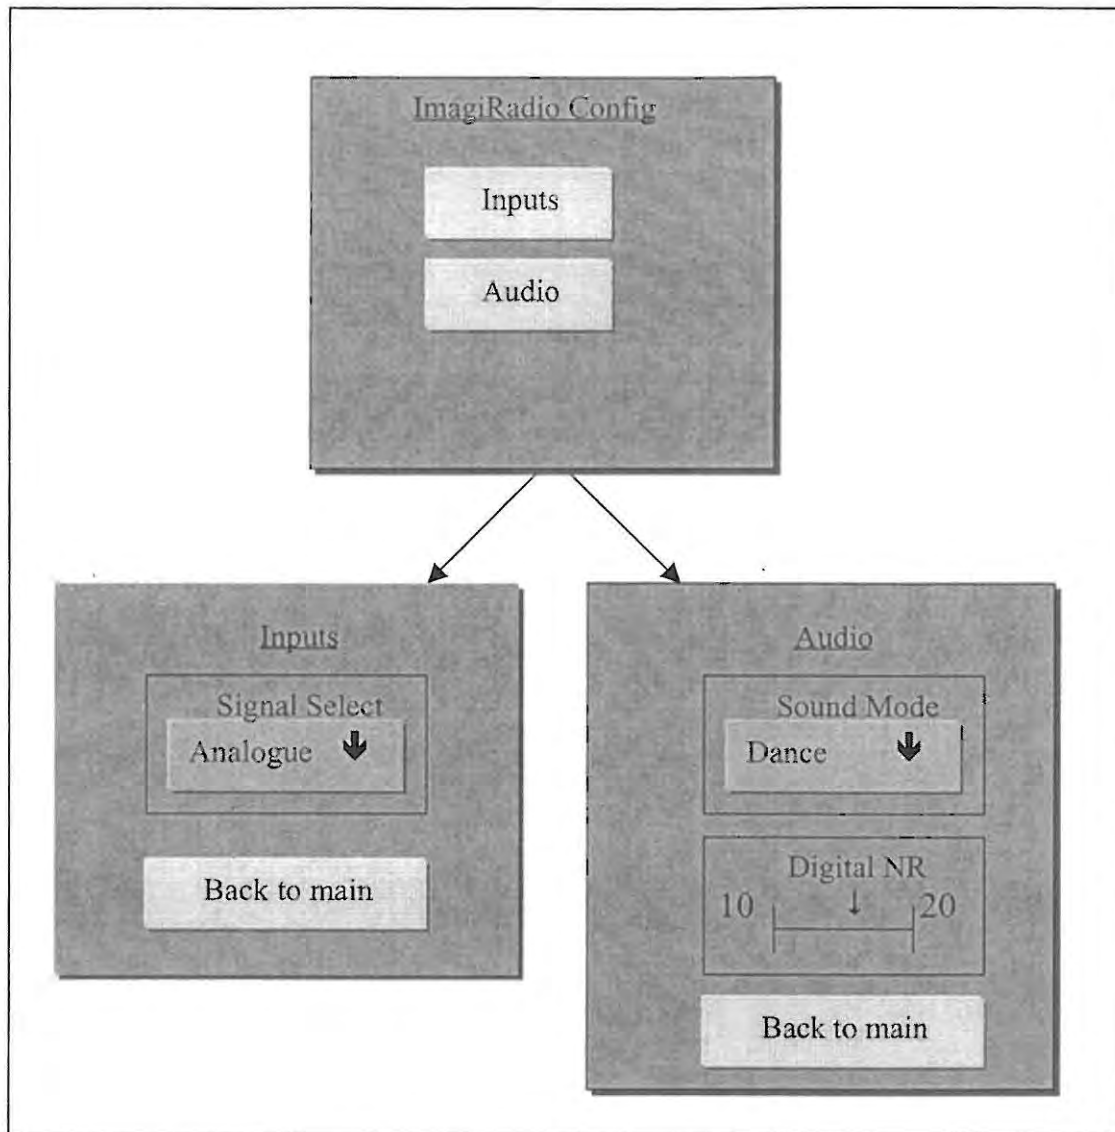 ImagiRadio Config
Inputs
Audio
Inputs
Signal Select
Analogue
Back to main
Audio
Sound Mode
Dance
Digital NR
10 20
Back to main